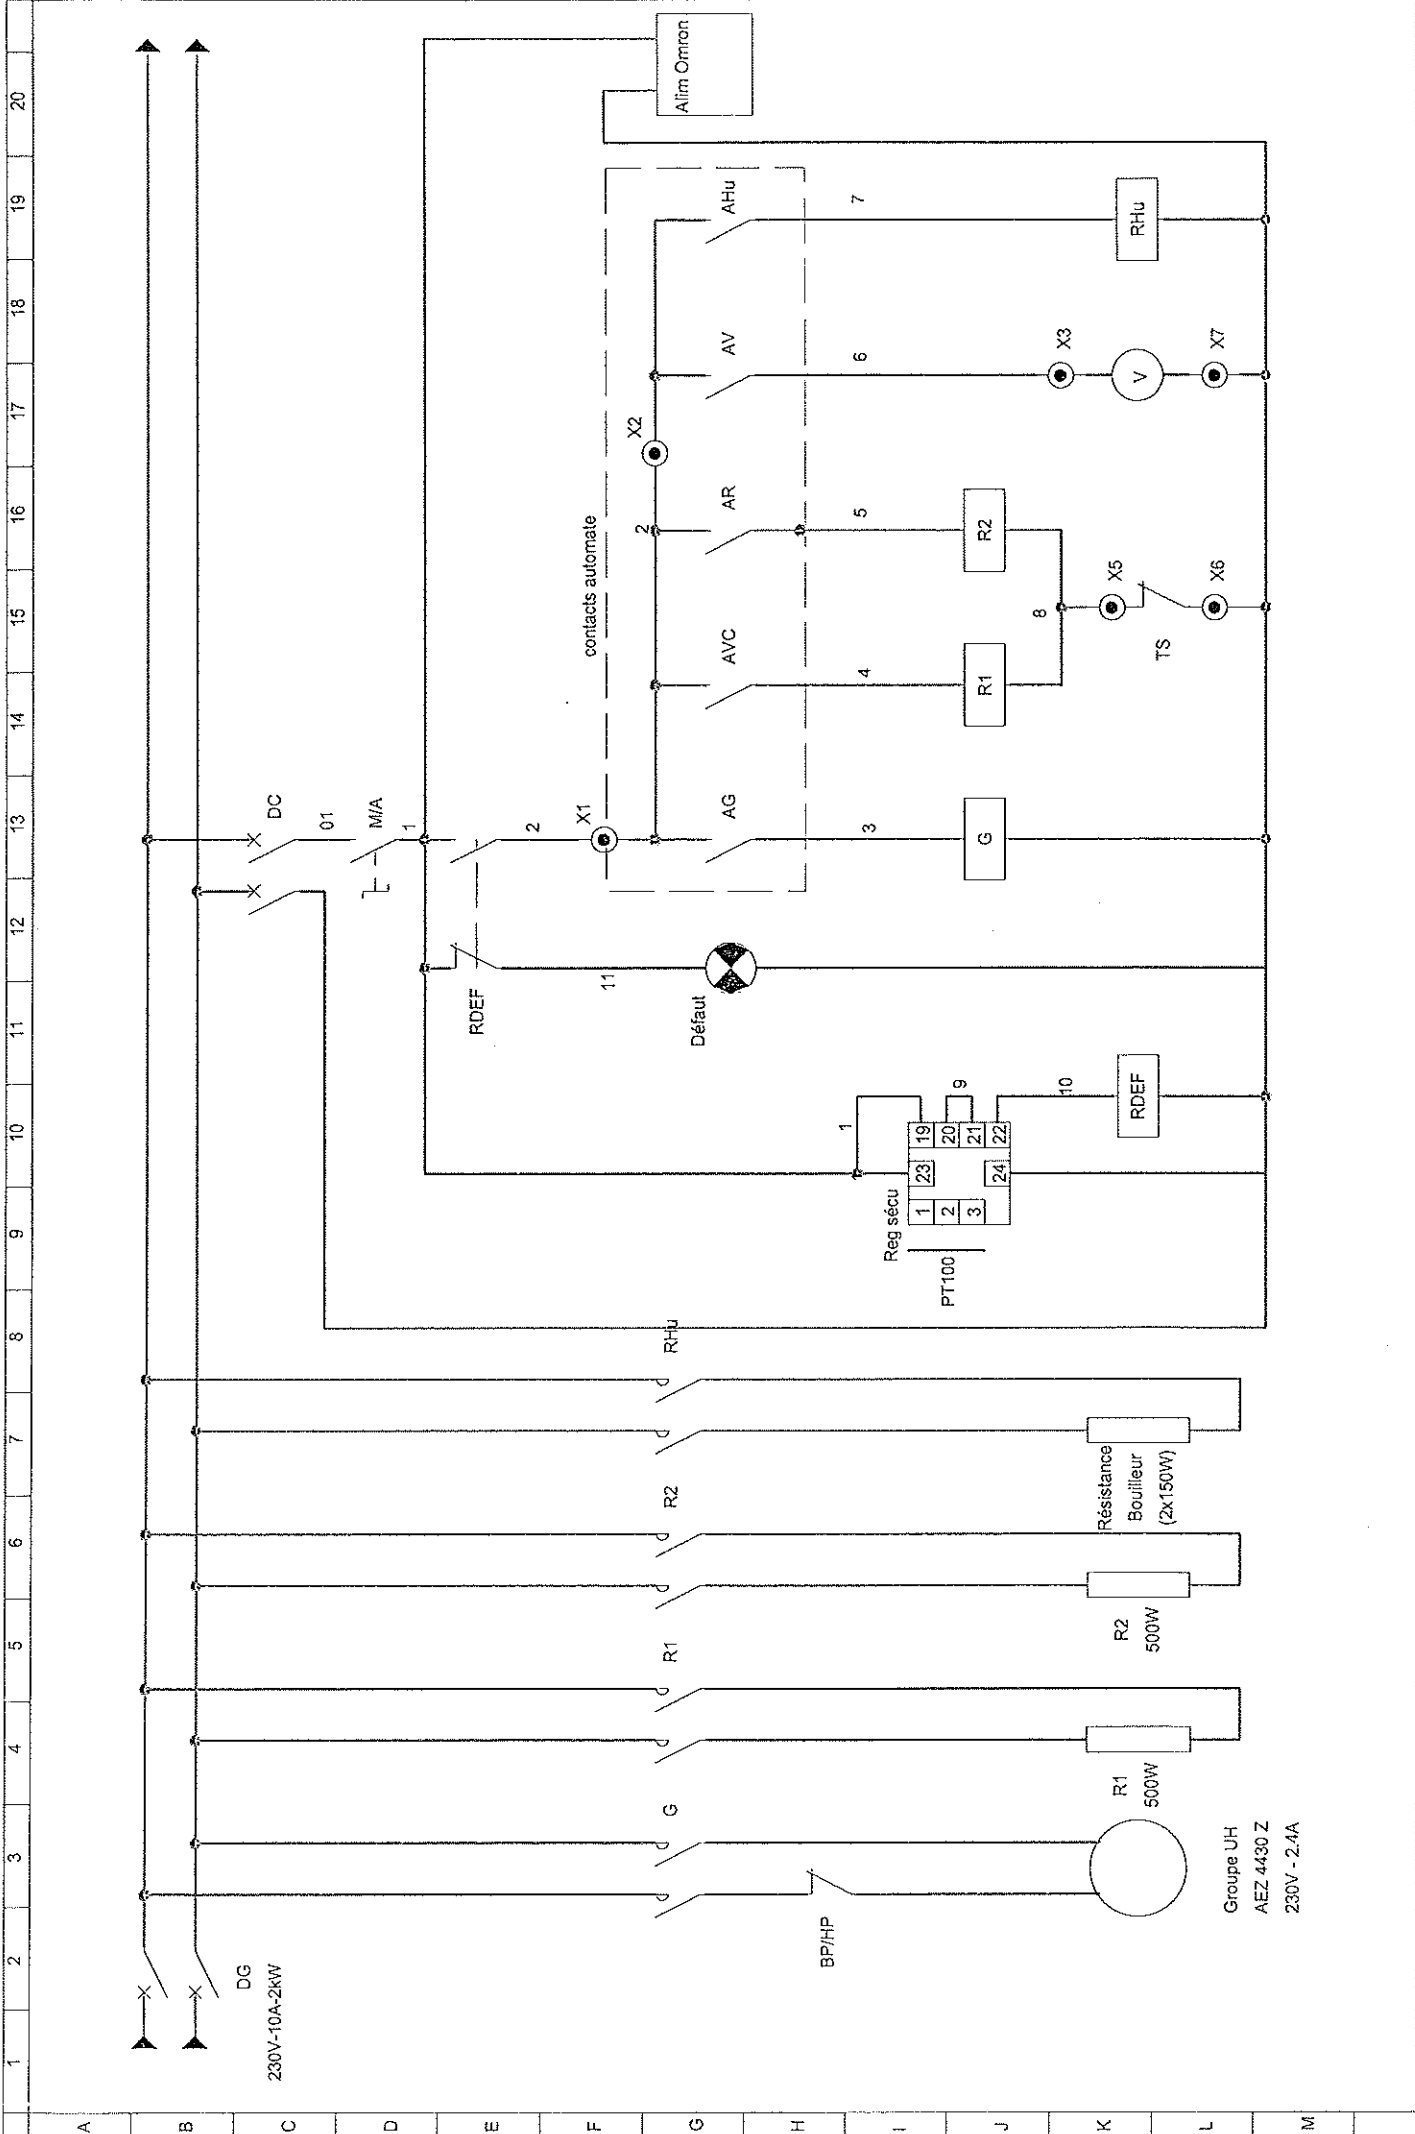 1 2 3 4 5 6 7 8 9 10 11 12 13 14 15 16 17 18 19 20
A
B
C
D
E
F
G
H
I
J
K
L
M
DG
230V-10A-2kW
G
BP/HP
Groupe UH
AEZ 4430 Z
230V - 2.4A
R1
R1
500W
R2
R2
500W
RHu
Résistance
Bouilleur
(2x150W)
DC
01
M/A
1
RDEF
2
11
Défaut
1
Reg sécu
PT100
1
2
3
23
24
19
20
21
22
9
10
RDEF
X1
contacts automate
2
X2
AG
AVC
AR
AV
AHu
3
4
5
6
7
G
R1
R2
8
X5
TS
X6
X3
V
X7
RHu
Alim Omron